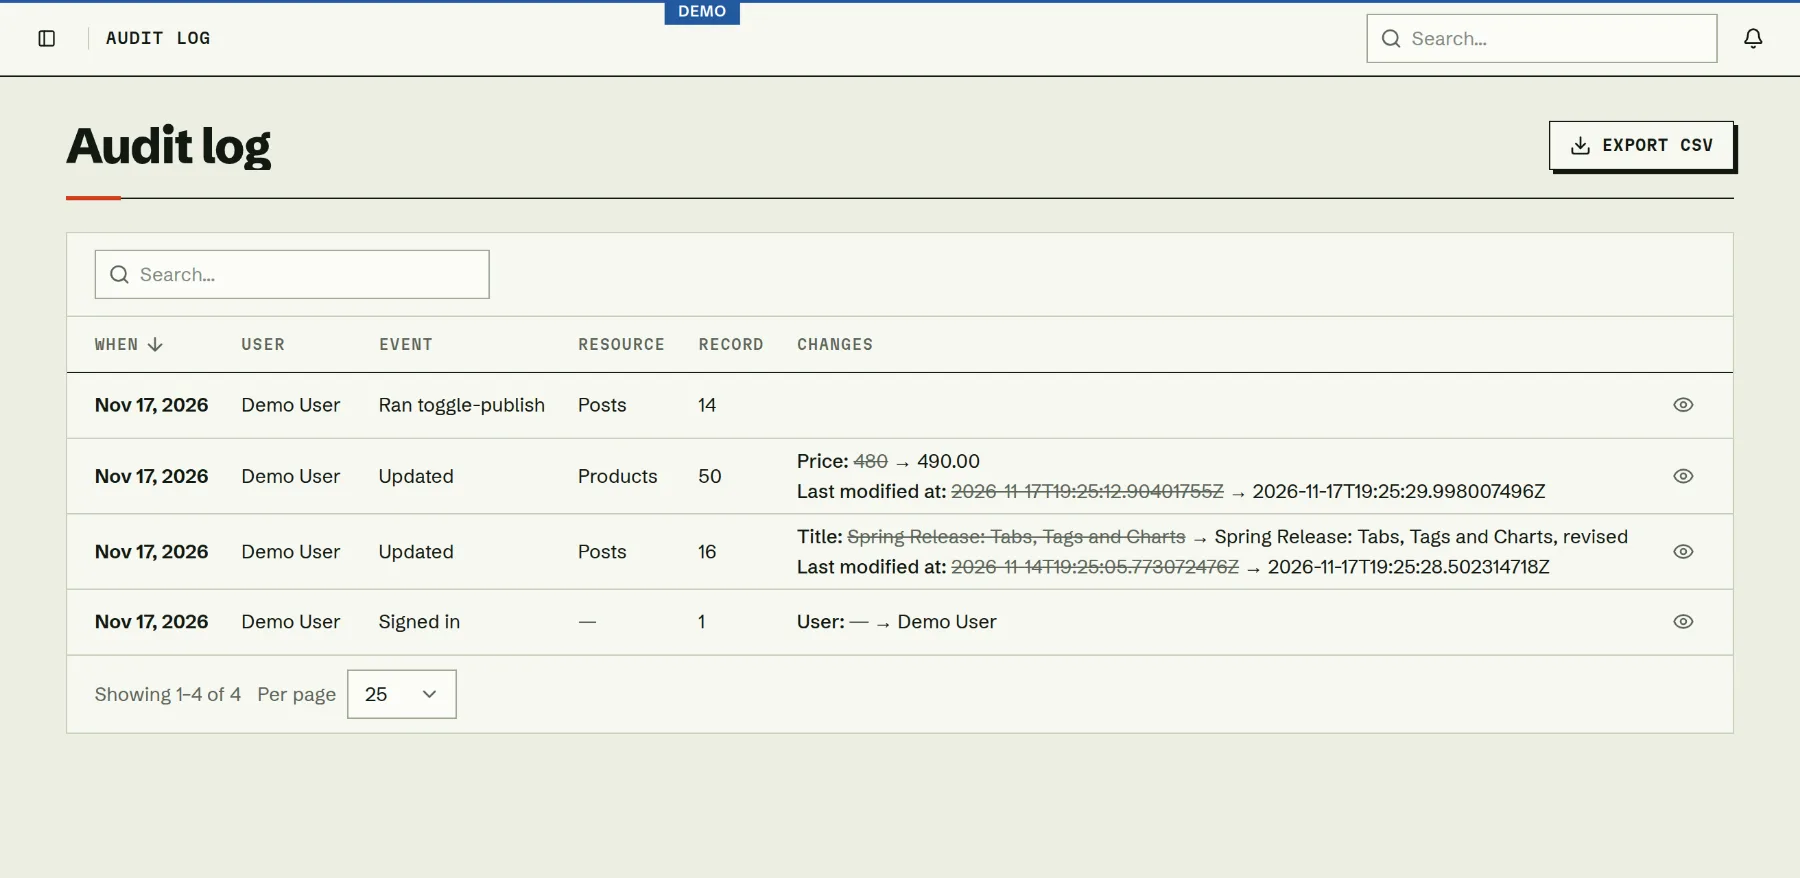 DEMO
AUDIT LOG
Search...
Audit log
EXPORT CSV
Search...
WHEN USER EVENT RESOURCE RECORD CHANGES
Nov 17, 2026 Demo User Ran toggle-publish Posts 14
Nov 17, 2026 Demo User Updated Products 50 Price: 480 → 490.00
Last modified at: 2026-11-17T19:25:12.90401755Z → 2026-11-17T19:25:29.998007496Z
Nov 17, 2026 Demo User Updated Posts 16 Title: Spring Release: Tabs, Tags and Charts → Spring Release: Tabs, Tags and Charts, revised
Last modified at: 2026-11-14T19:25:05.773072476Z → 2026-11-17T19:25:28.502314718Z
Nov 17, 2026 Demo User Signed in — 1 User: — → Demo User
Showing 1–4 of 4 Per page 25